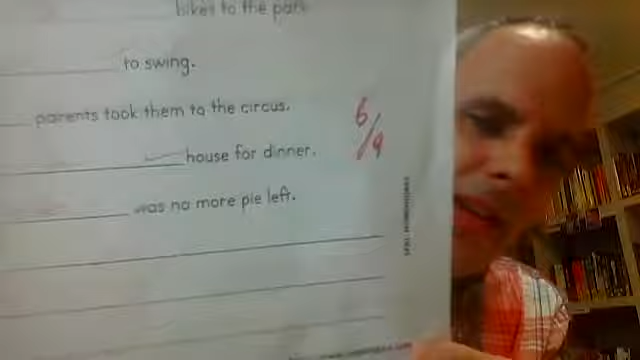 bikes to the park
to swing.
parents took them to the circus.
6/9
house for dinner.
was no more pie left.